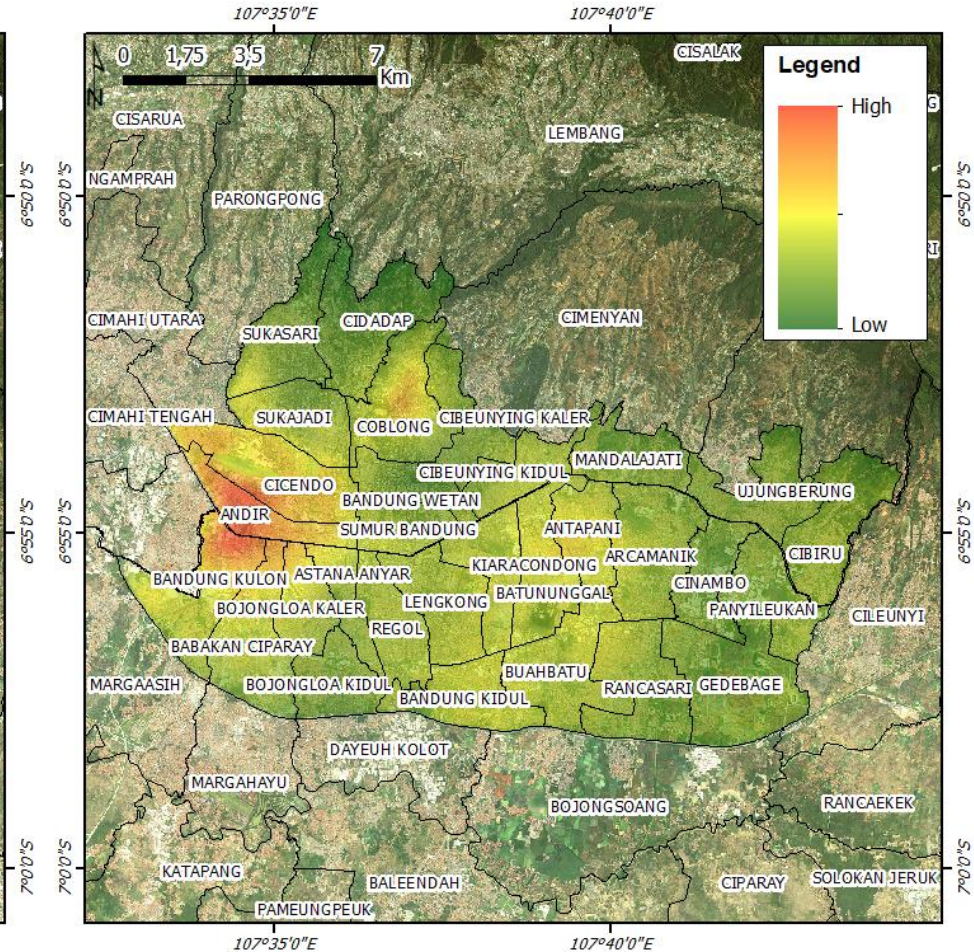 107°35'0"E 107°40'0"E
0 1,75 3,5 7
Km
N
CISALAK
Legend
High
Low
CISARUA
LEMBANG
G
NGAMPRAH
6°50'0"S
6°50'0"S
PARONGPONG
RI
CIMAHI UTARA
SUKASARI
CIDADAP
CIMENYAN
CIMAHI TENGAH
SUKAJADI
COBLONG
CIBEUNYING KALER
CIBEUNYING KIDUL
MANDALAJATI
CICENDO
BANDUNG WETAN
UJUNGBERUNG
ANDIR
SUMUR BANDUNG
ANTAPANI
6°55'0"S
6°55'0"S
ARCAMANIK
CIBIRU
BANDUNG KULON
ASTANA ANYAR
KIARACONDONG
CINAMBO
BOJONGLOA KALER
LENGKONG
BATUNUNGGAL
PANYILEUKAN
CILEUNYI
REGOL
BABAKAN CIPARAY
MARGAASIH
BOJONGLOA KIDUL
BANDUNG KIDUL
BUAHBATU
RANCASARI
GEDEBAGE
DAYEUH KOLOT
MARGAHAYU
BOJONGSOANG
RANCAEKEK
7°0'0"S
7°0'0"S
KATAPANG
BALEENDAH
CIPARAY
SOLOKAN JERUK
PAMEUNGPEUK
107°35'0"E 107°40'0"E